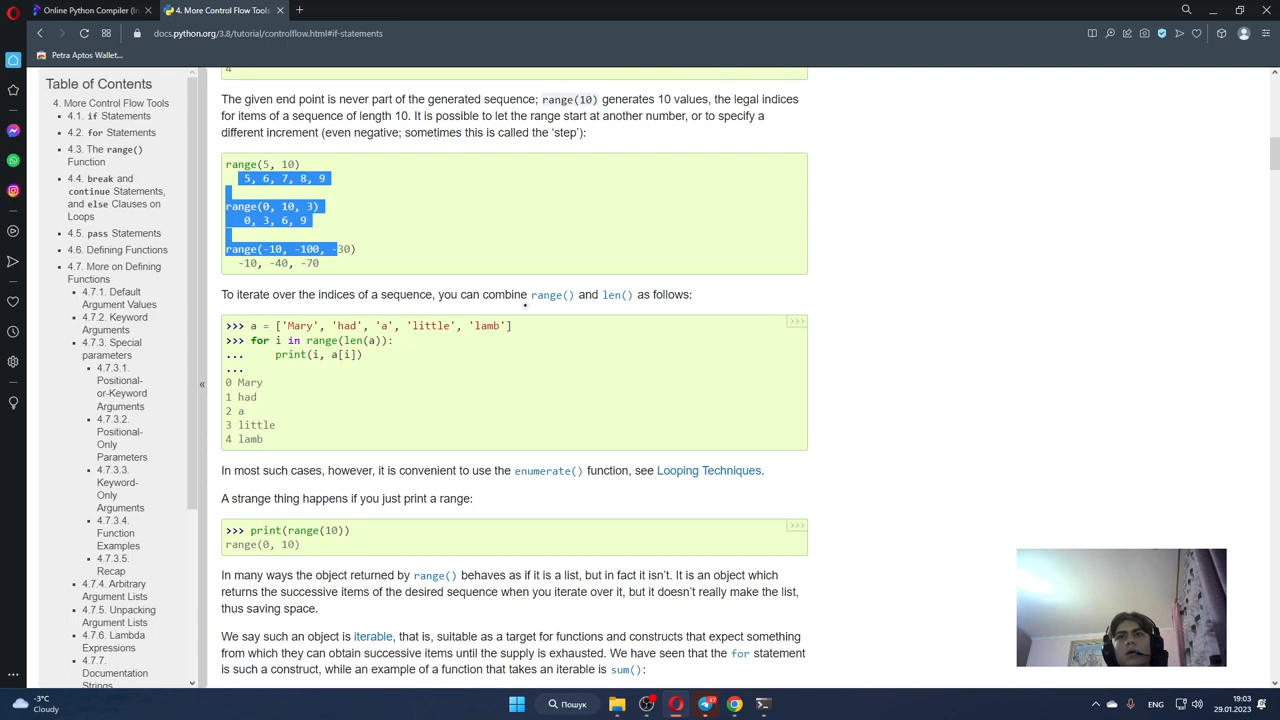 Online Python Compiler (In
4. More Control Flow Tools
docs.python.org/3.8/tutorial/controlflow.html#if-statements
Petra Aptos Wallet...
Table of Contents
4. More Control Flow Tools
4.1. if Statements
4.2. for Statements
4.3. The range()
Function
4.4. break and
continue Statements,
and else Clauses on
Loops
4.5. pass Statements
4.6. Defining Functions
4.7. More on Defining
Functions
4.7.1. Default
Argument Values
4.7.2. Keyword
Arguments
4.7.3. Special
parameters
4.7.3.1.
Positional-
or-Keyword
Arguments
4.7.3.2.
Positional-
Only
Parameters
4.7.3.3.
Keyword-
Only
Arguments
4.7.3.4.
Function
Examples
4.7.3.5.
Recap
4.7.4. Arbitrary
Argument Lists
4.7.5. Unpacking
Argument Lists
4.7.6. Lambda
Expressions
4.7.7.
Documentation
Strings
«
4
The given end point is never part of the generated sequence; range(10) generates 10 values, the legal indices
for items of a sequence of length 10. It is possible to let the range start at another number, or to specify a
different increment (even negative; sometimes this is called the ‘step’):
range(5, 10)
5, 6, 7, 8, 9
range(0, 10, 3)
0, 3, 6, 9
range(-10, -100, -30)
-10, -40, -70
To iterate over the indices of a sequence, you can combine range() and len() as follows:
>>> a = ['Mary', 'had', 'a', 'little', 'lamb'] >>>
>>> for i in range(len(a)):
... print(i, a[i])
...
0 Mary
1 had
2 a
3 little
4 lamb
In most such cases, however, it is convenient to use the enumerate() function, see Looping Techniques.
A strange thing happens if you just print a range:
>>> print(range(10)) >>>
range(0, 10)
In many ways the object returned by range() behaves as if it is a list, but in fact it isn’t. It is an object which
returns the successive items of the desired sequence when you iterate over it, but it doesn’t really make the list,
thus saving space.
We say such an object is iterable, that is, suitable as a target for functions and constructs that expect something
from which they can obtain successive items until the supply is exhausted. We have seen that the for statement
is such a construct, while an example of a function that takes an iterable is sum():
-3°C
Cloudy
Пошук
87
ENG
19:03
29.01.2023